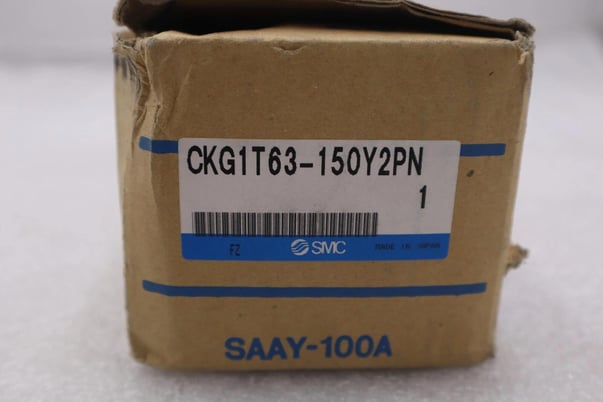 CKG1T63-150Y2PN
1
FZ SMC MADE IN JAPAN
SAAY-100A